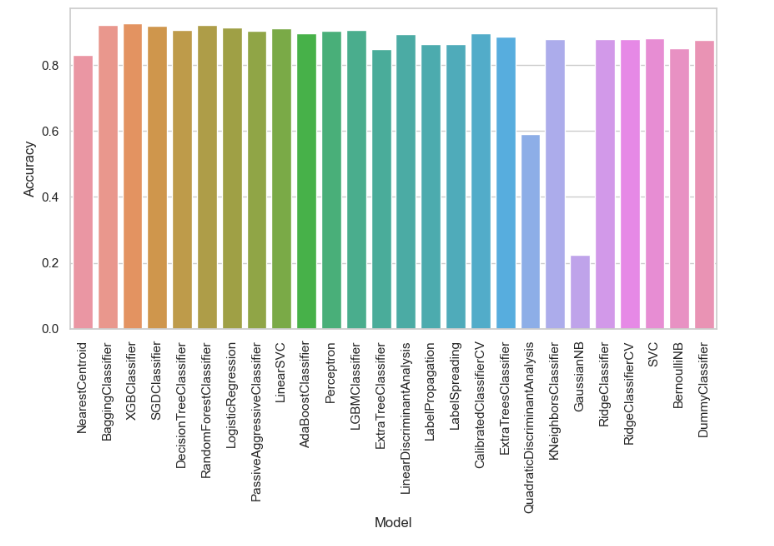 0.8
0.6
0.4
0.2
0.0
Accuracy
NearestCentroid
BaggingClassifier
XGBClassifier
SGDClassifier
DecisionTreeClassifier
RandomForestClassifier
LogisticRegression
PassiveAggressiveClassifier
LinearSVC
AdaBoostClassifier
Perceptron
LGBMClassifier
ExtraTreeClassifier
LinearDiscriminantAnalysis
LabelPropagation
LabelSpreading
CalibratedClassifierCV
ExtraTreesClassifier
QuadraticDiscriminantAnalysis
KNeighborsClassifier
GaussianNB
RidgeClassifier
RidgeClassifierCV
SVC
BernoulliNB
DummyClassifier
Model